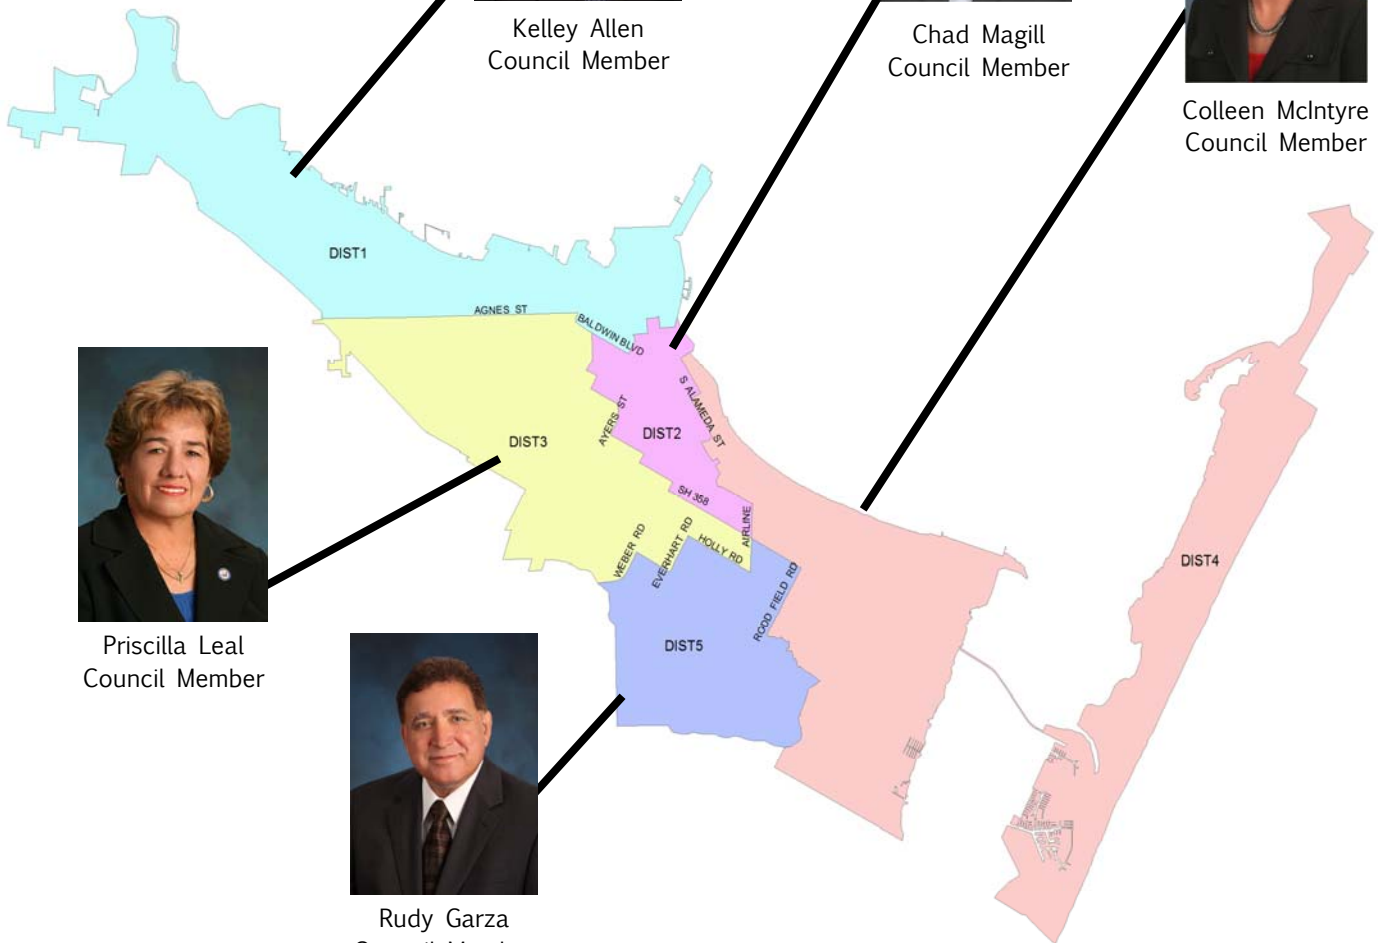 Kelley Allen
Council Member
Chad Magill
Council Member
Colleen McIntyre
Council Member
DIST1
AGNES ST
BALDWIN BLVD
S ALAMEDA ST
AYERS ST
DIST2
DIST3
SH 358
AIRLINE
WEBER RD
EVERHART RD
HOLLY RD
ROOD FIELD RD
DIST4
DIST5
Priscilla Leal
Council Member
Rudy Garza